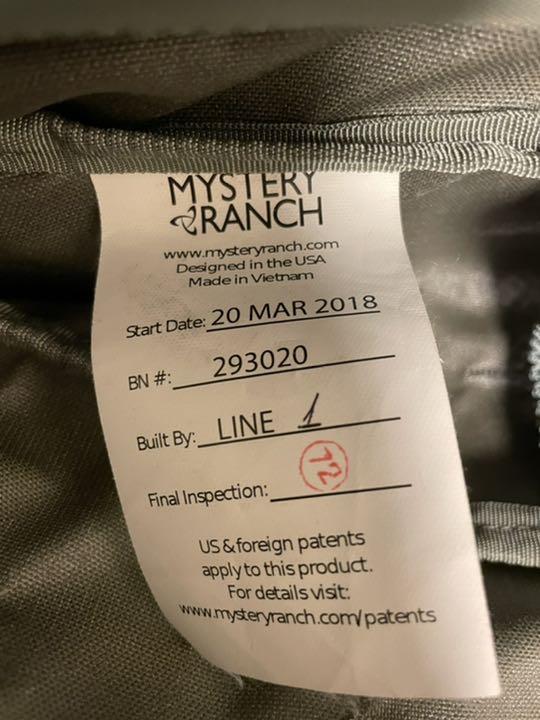 MYSTERY
RANCH
www.mysteryranch.com
Designed in the USA
Made in Vietnam
Start Date: 20 MAR 2018
BN #: 293020
Built By: LINE 1
Final Inspection: 72
US & foreign patents
apply to this product.
For details visit:
www.mysteryranch.com/patents